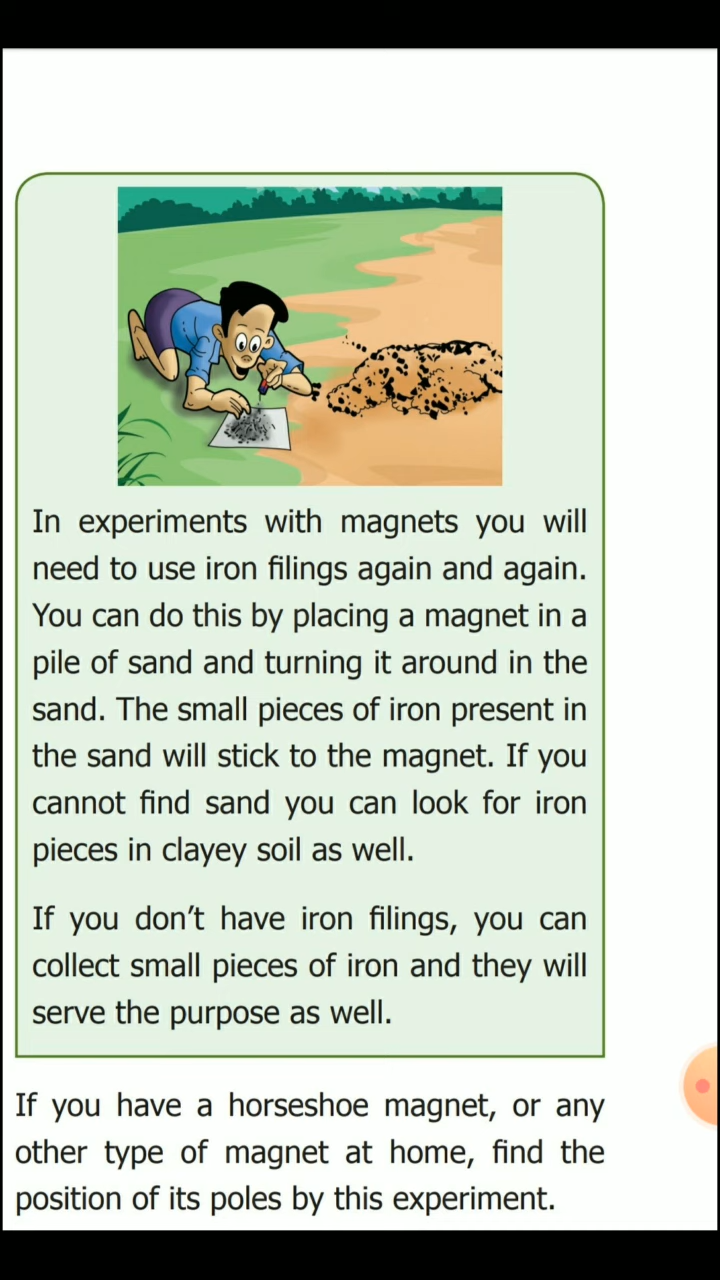 In experiments with magnets you will
need to use iron filings again and again.
You can do this by placing a magnet in a
pile of sand and turning it around in the
sand. The small pieces of iron present in
the sand will stick to the magnet. If you
cannot find sand you can look for iron
pieces in clayey soil as well.
If you don’t have iron filings, you can
collect small pieces of iron and they will
serve the purpose as well.
If you have a horseshoe magnet, or any
other type of magnet at home, find the
position of its poles by this experiment.